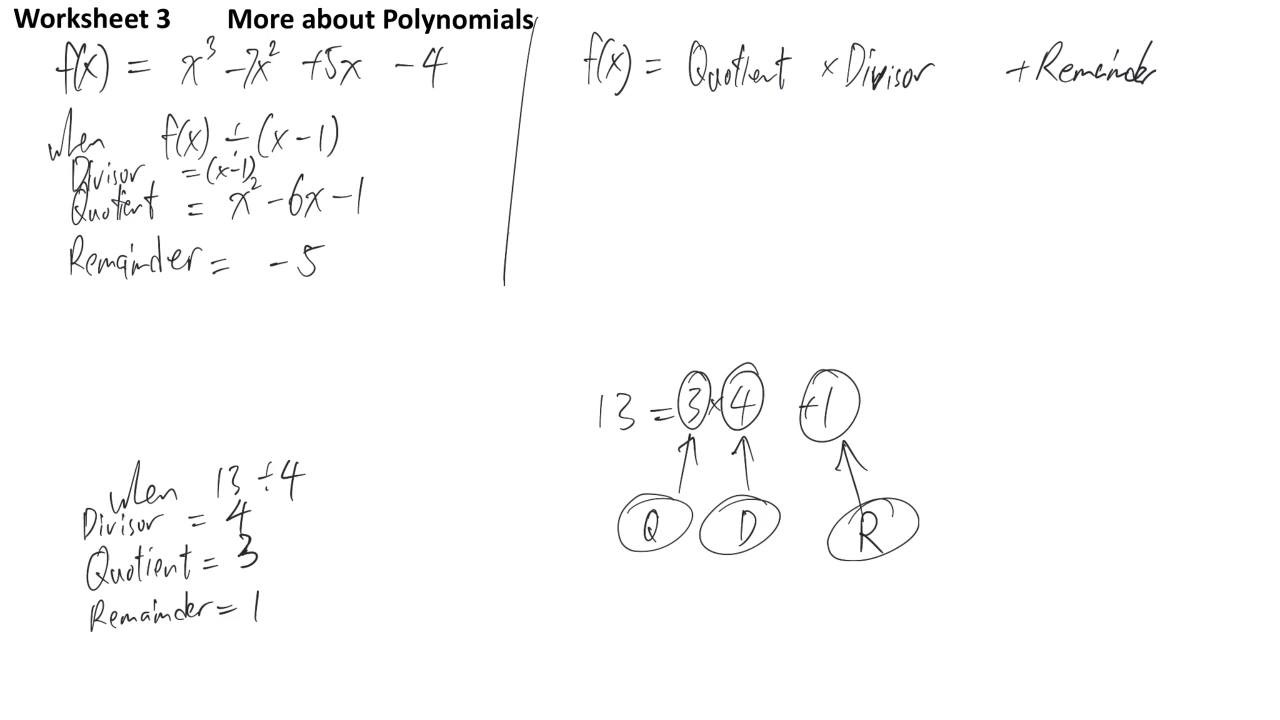 Worksheet 3 More about Polynomials
f(x) = x³ -7x² +5x -4
when f(x) ÷ (x-1)
Divisor = (x-1)
Quotient = x² -6x -1
Remainder = -5
f(x) = Quotient × Divisor + Remainder
13 = 3 × 4 +1
Q D R
when 13 ÷ 4
Divisor = 4
Quotient = 3
Remainder = 1